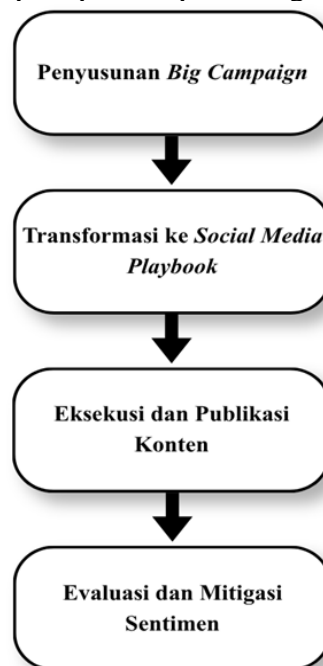 Penyusunan Big Campaign
Transformasi ke Social Media
Playbook
Eksekusi dan Publikasi
Konten
Evaluasi dan Mitigasi
Sentimen